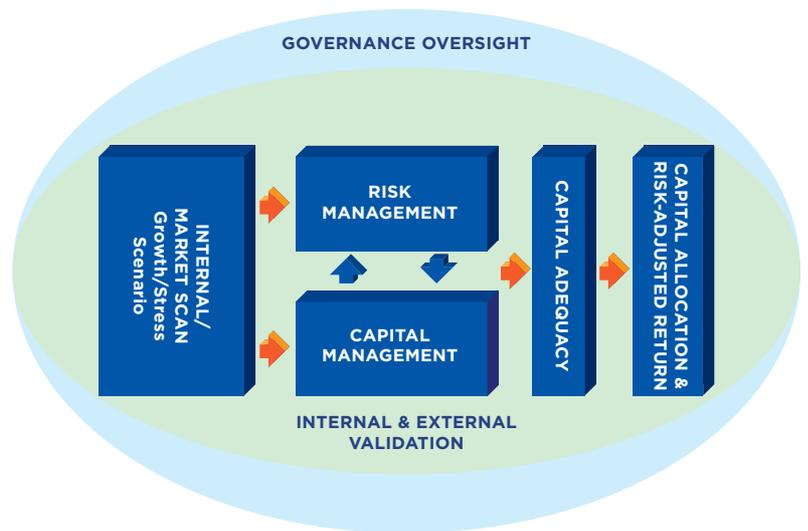 GOVERNANCE OVERSIGHT
INTERNAL/
MARKET SCAN
Growth/Stress
Scenario
RISK
MANAGEMENT
CAPITAL
MANAGEMENT
CAPITAL ADEQUACY
CAPITAL ALLOCATION &
RISK-ADJUSTED RETURN
INTERNAL & EXTERNAL
VALIDATION